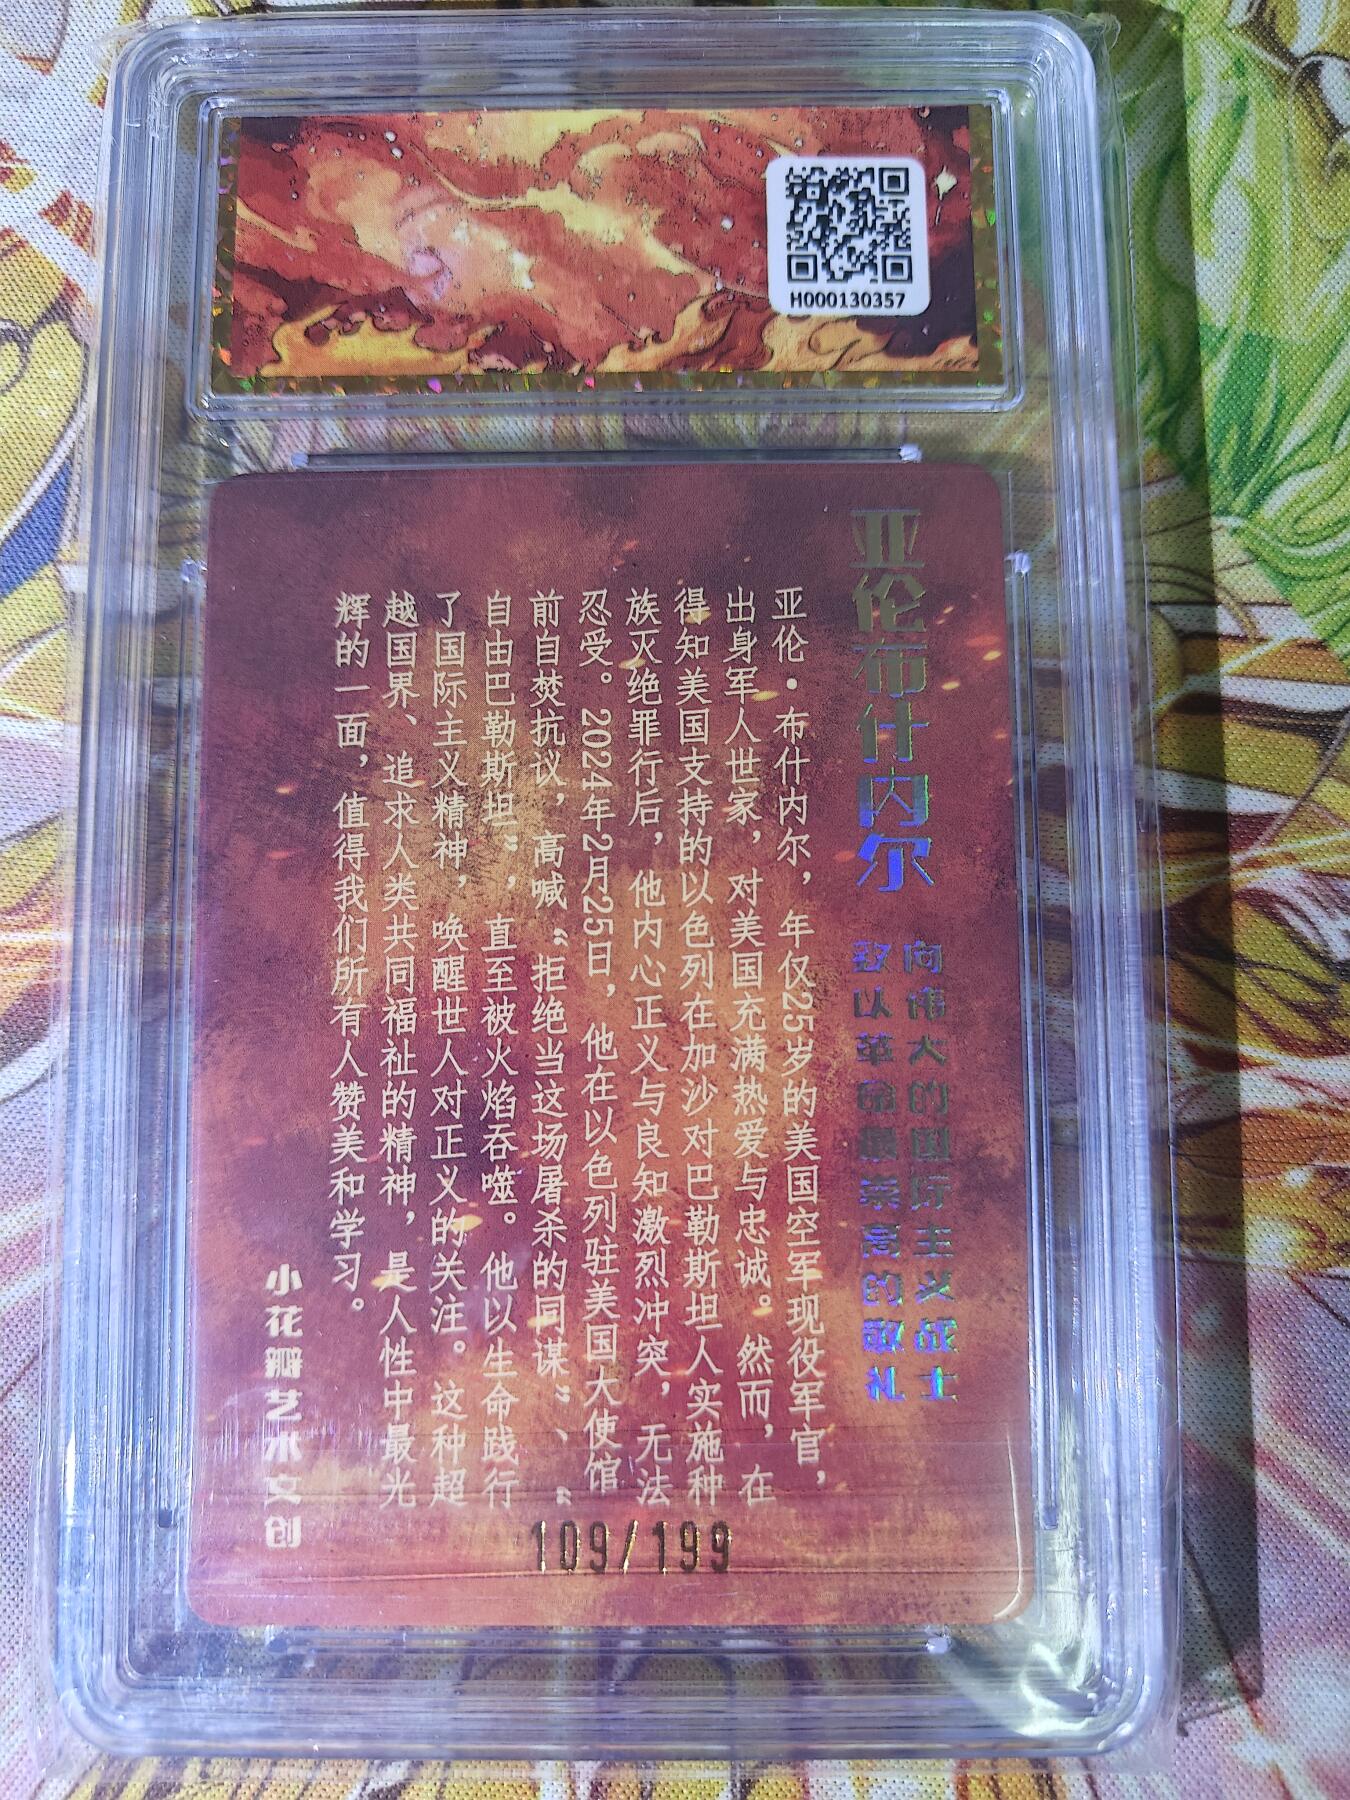 H000130357
亚伦布什内尔
向伟大的国际主义战士
致以革命最崇高的敬礼
亚伦·布什内尔，年仅25岁的美国空军现役军官，
出身军人世家，对美国充满热爱与忠诚。然而，在
得知美国支持的以色列在加沙对巴勒斯坦人实施种
族灭绝罪行后，他内心正义与良知激烈冲突，无法
忍受。2024年2月25日，他在以色列驻美国大使馆
前自焚抗议，高喊“拒绝当这场屠杀的同谋”、“
自由巴勒斯坦”，直至被火焰吞噬。他以生命践行
了国际主义精神，唤醒世人对正义的关注。这种超
越国界、追求人类共同福祉的精神，是人性中最光
辉的一面，值得我们所有人赞美和学习。
小花瓣艺术文创
109/199